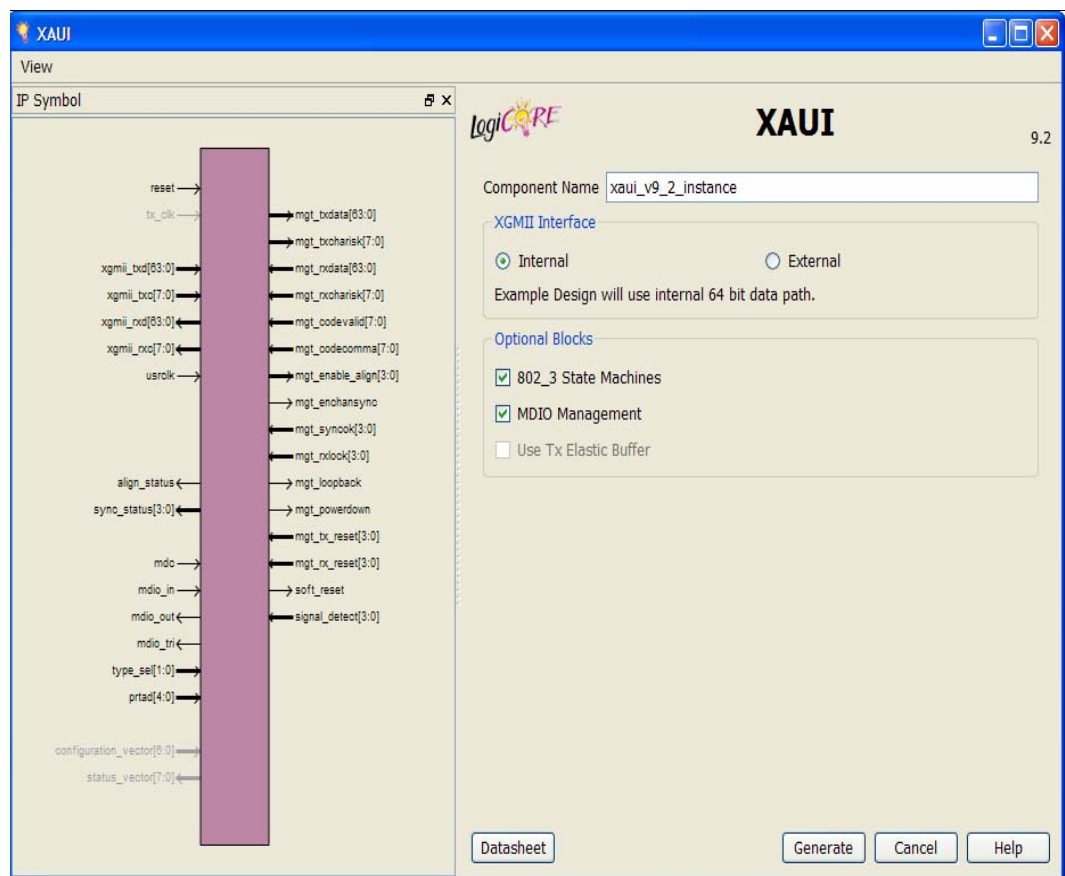 XAUI
View
IP Symbol
reset
tx_clk
xgmii_txd[63:0]
xgmii_txc[7:0]
xgmii_rxd[63:0]
xgmii_rxc[7:0]
usrclk
align_status
sync_status[3:0]
mdc
mdio_in
mdio_out
mdio_tri
type_sel[1:0]
prtad[4:0]
configuration_vector[6:0]
status_vector[7:0]
mgt_txdata[63:0]
mgt_txcharisk[7:0]
mgt_rxdata[63:0]
mgt_rxcharisk[7:0]
mgt_codevalid[7:0]
mgt_codecomma[7:0]
mgt_enable_align[3:0]
mgt_enchansync
mgt_syncok[3:0]
mgt_rxlock[3:0]
mgt_loopback
mgt_powerdown
mgt_tx_reset[3:0]
mgt_rx_reset[3:0]
soft_reset
signal_detect[3:0]
LogiCORE
XAUI
9.2
Component Name xaui_v9_2_instance
XGMII Interface
Internal External
Example Design will use internal 64 bit data path.
Optional Blocks
802_3 State Machines
MDIO Management
Use Tx Elastic Buffer
Datasheet Generate Cancel Help